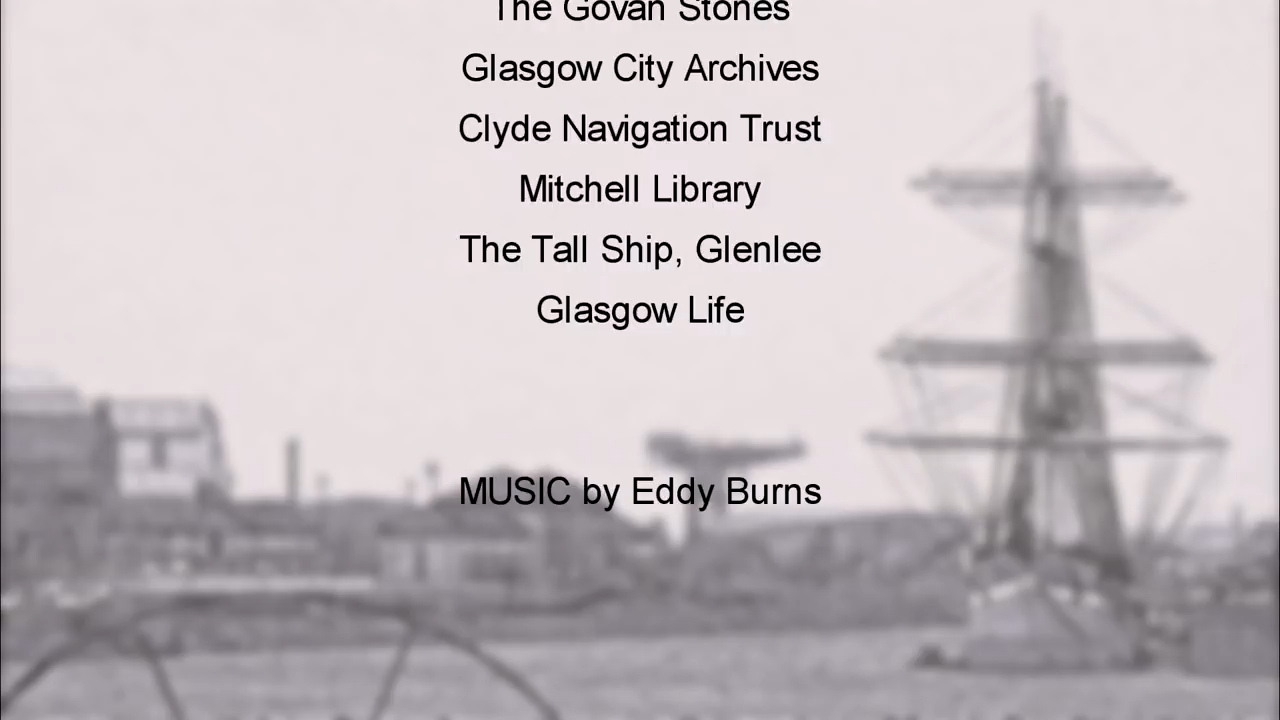 The Govan Stones
Glasgow City Archives
Clyde Navigation Trust
Mitchell Library
The Tall Ship, Glenlee
Glasgow Life
MUSIC by Eddy Burns